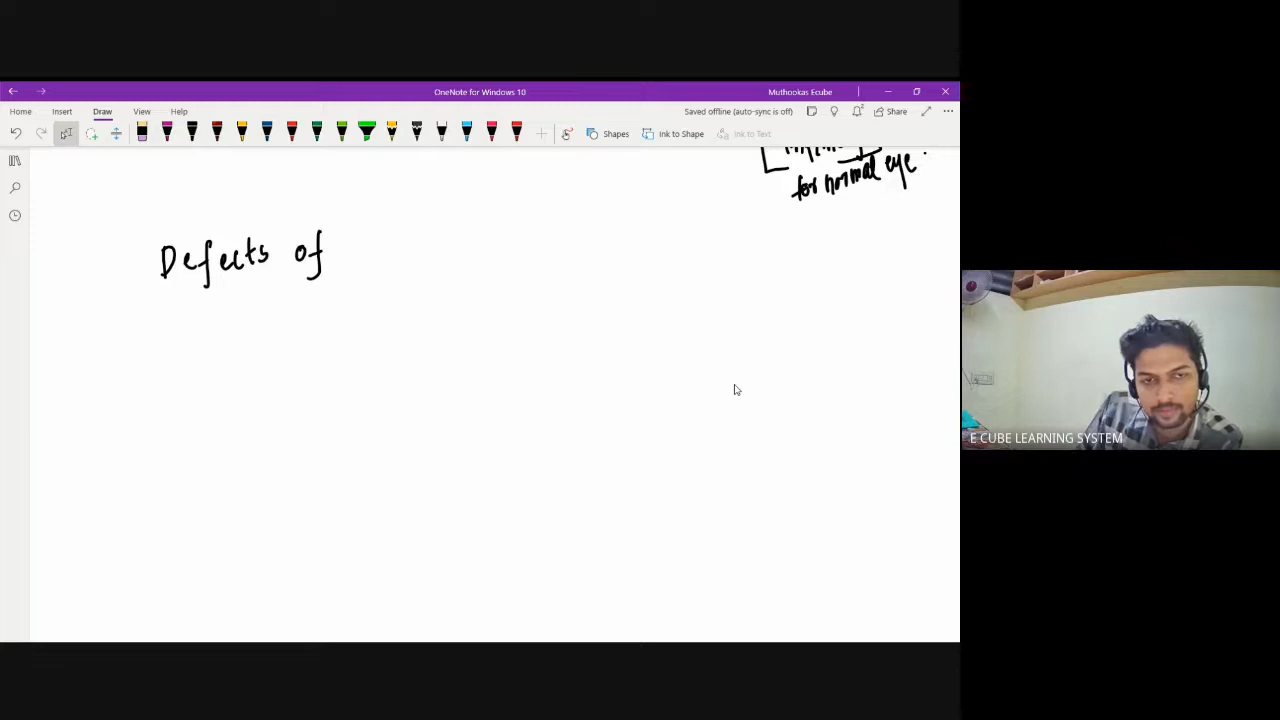 OneNote for Windows 10
Muthookas Ecube
Home Insert Draw View Help
Saved offline (auto-sync is off)
Share
Shapes
Ink to Shape
Ink to Text
for normal eye.
Defects of
E CUBE LEARNING SYSTEM